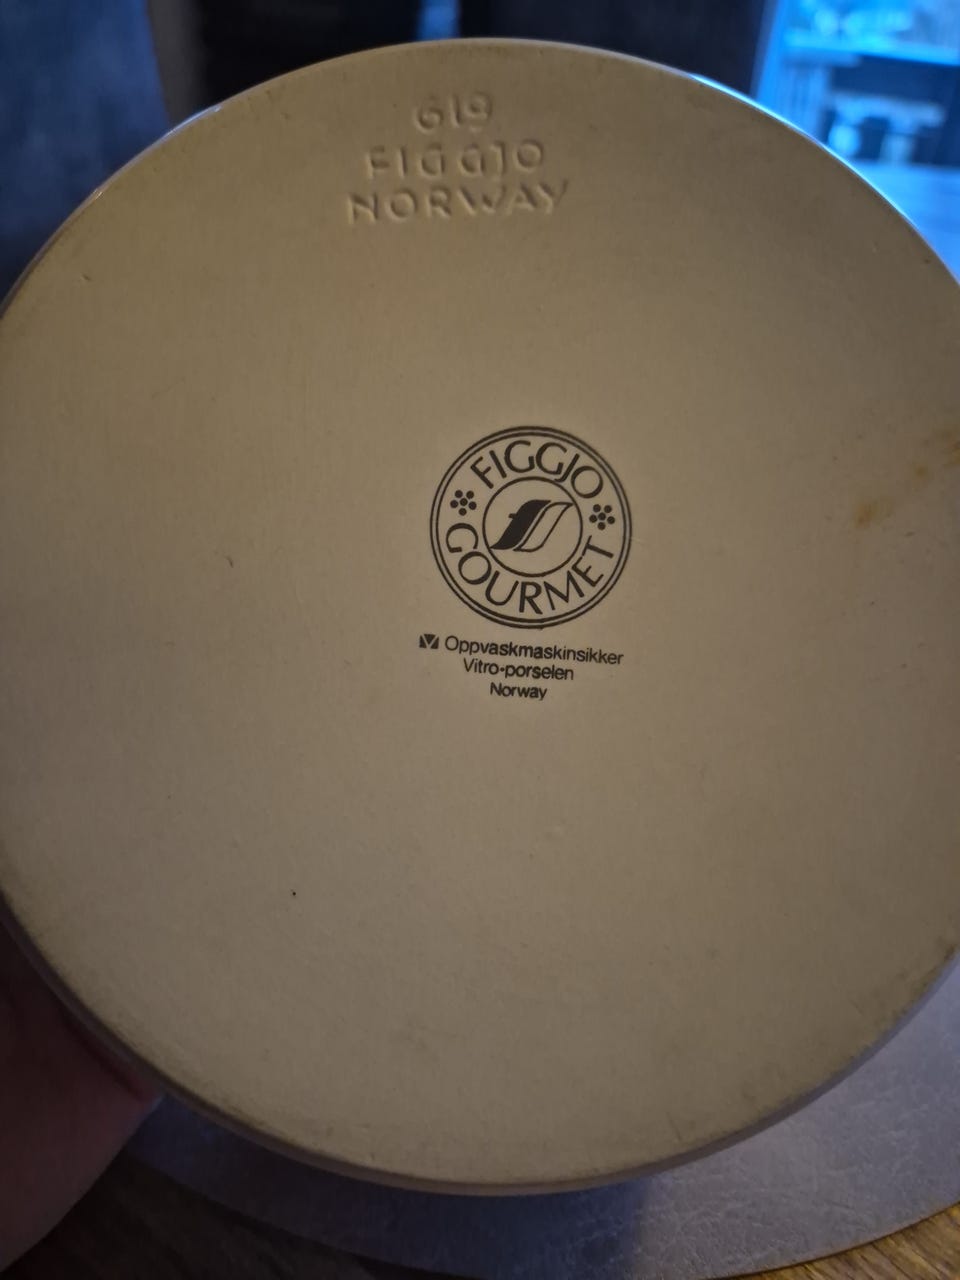 619
FIGGJO
NORWAY
FIGGJO
GOURMET
Oppvaskmaskinsikker
Vitro-porselen
Norway